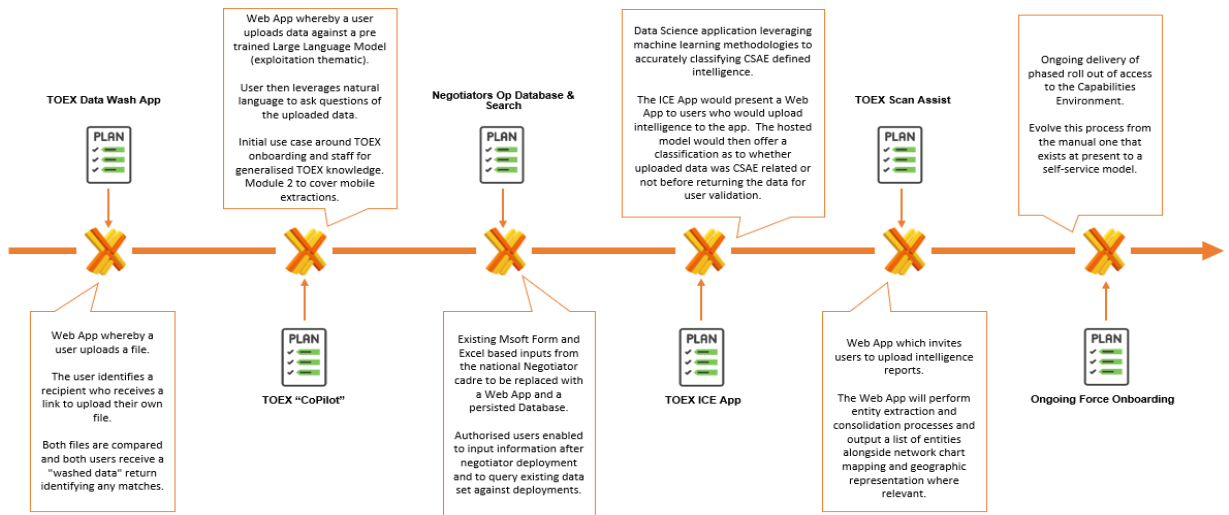 TOEX Data Wash App
PLAN
Web App whereby a
user uploads a file.
The user identifies a
recipient who receives a
link to upload their own
file.
Both files are compared
and both users receive a
"washed data" return
identifying any matches.
Web App whereby a user
uploads data against a pre
trained Large Language Model
(exploitation thematic).
User then leverages natural
language to ask questions of
the uploaded data.
Initial use case around TOEX
onboarding and staff for
generalised TOEX knowledge.
Module 2 to cover mobile
extractions.
PLAN
TOEX “CoPilot”
Negotiators Op Database &
Search
PLAN
Existing Msoft Form and
Excel based inputs from
the national Negotiator
cadre to be replaced with
a Web App and a
persisted Database.
Authorised users enabled
to input information after
negotiator deployment
and to query existing data
set against deployments.
Data Science application leveraging
machine learning methodologies to
accurately classifying CSAE defined
intelligence.
The ICE App would present a Web
App to users who would upload
intelligence to the app. The hosted
model would then offer a
classification as to whether
uploaded data was CSAE related or
not before returning the data for
user validation.
PLAN
TOEX ICE App
TOEX Scan Assist
PLAN
Web App which invites
users to upload intelligence
reports.
The Web App will perform
entity extraction and
consolidation processes and
output a list of entities
alongside network chart
mapping and geographic
representation where
relevant.
Ongoing delivery of
phased roll out of access
to the Capabilities
Environment.
Evolve this process from
the manual one that
exists at present to a
self-service model.
PLAN
Ongoing Force Onboarding